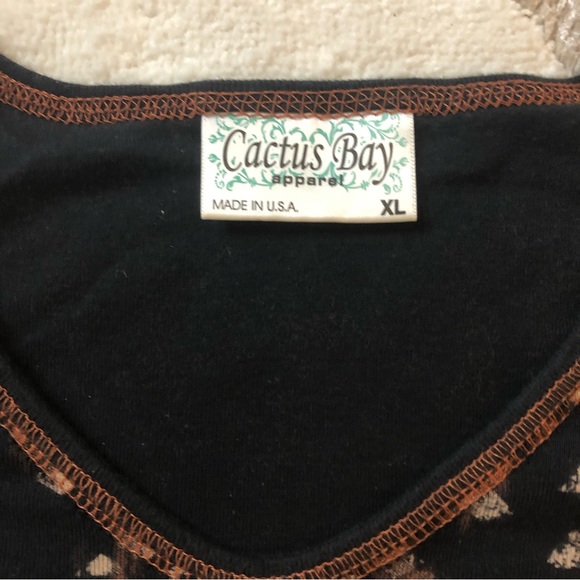 Cactus Bay
apparel
MADE IN U.S.A. XL